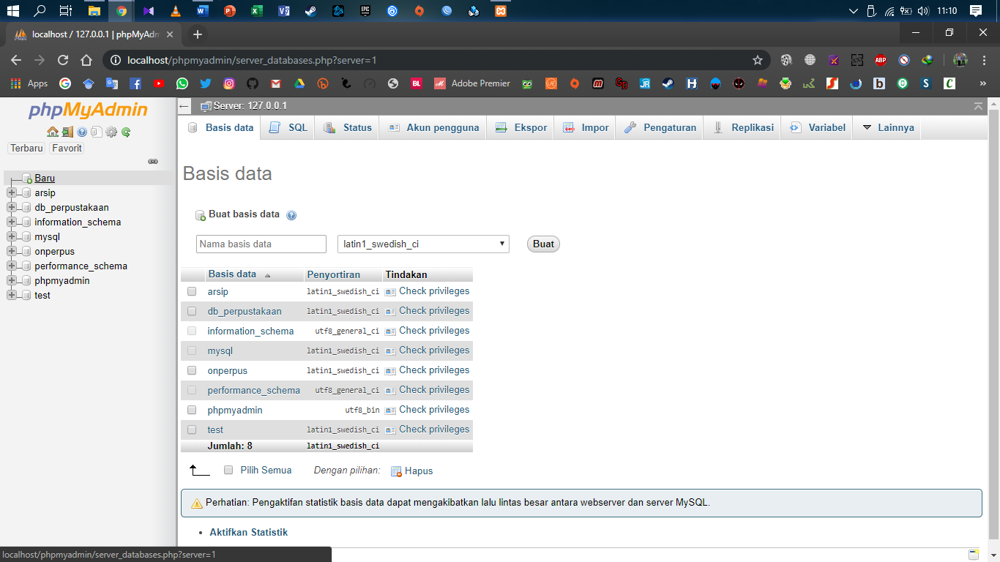 11:10
localhost / 127.0.0.1 | phpMyAdm
localhost/phpmyadmin/server_databases.php?server=1
Apps
BL
Adobe Premier
JR
phpMyAdmin
Terbaru Favorit
Baru
arsip
db_perpustakaan
information_schema
mysql
onperpus
performance_schema
phpmyadmin
test
Server: 127.0.0.1
Basis data SQL Status Akun pengguna Ekspor Impor Pengaturan Replikasi Variabel Lainnya
Basis data
Buat basis data
Nama basis data latin1_swedish_ci Buat
Basis data Penyortiran Tindakan
arsip latin1_swedish_ci Check privileges
db_perpustakaan latin1_swedish_ci Check privileges
information_schema utf8_general_ci Check privileges
mysql latin1_swedish_ci Check privileges
onperpus latin1_swedish_ci Check privileges
performance_schema utf8_general_ci Check privileges
phpmyadmin utf8_bin Check privileges
test latin1_swedish_ci Check privileges
Jumlah: 8 latin1_swedish_ci
Pilih Semua Dengan pilihan: Hapus
Perhatian: Pengaktifan statistik basis data dapat mengakibatkan lalu lintas besar antara webserver dan server MySQL.
Aktifkan Statistik
localhost/phpmyadmin/server_databases.php?server=1